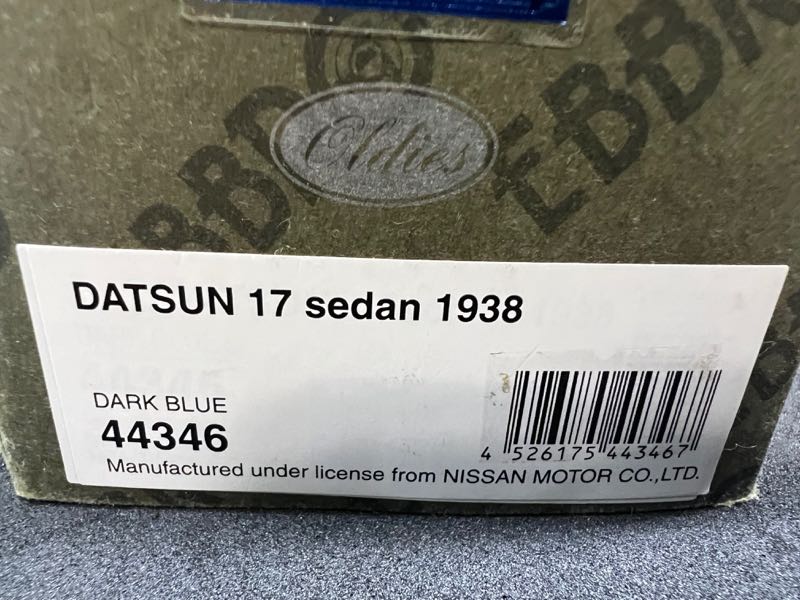 EBBRO
EBBR
Oldies
DATSUN 17 sedan 1938
DARK BLUE
44346
4 526175 443467
Manufactured under license from NISSAN MOTOR CO.,LTD.